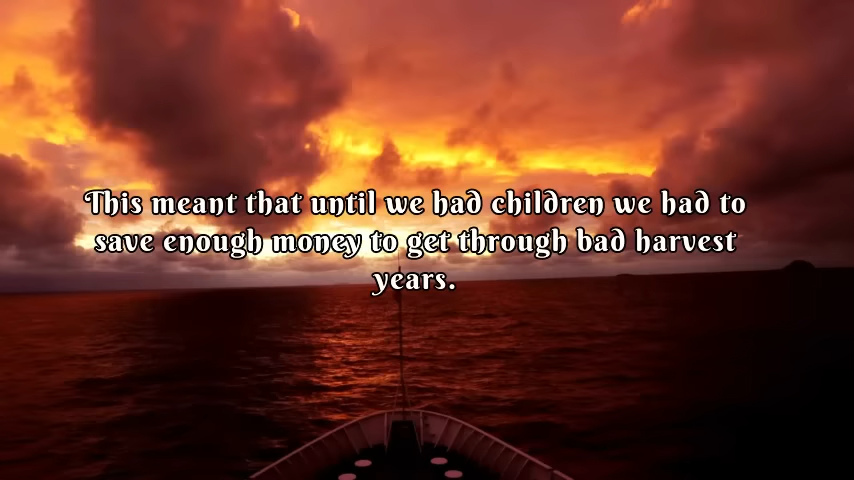 This meant that until we had children we had to
save enough money to get through bad harvest
years.